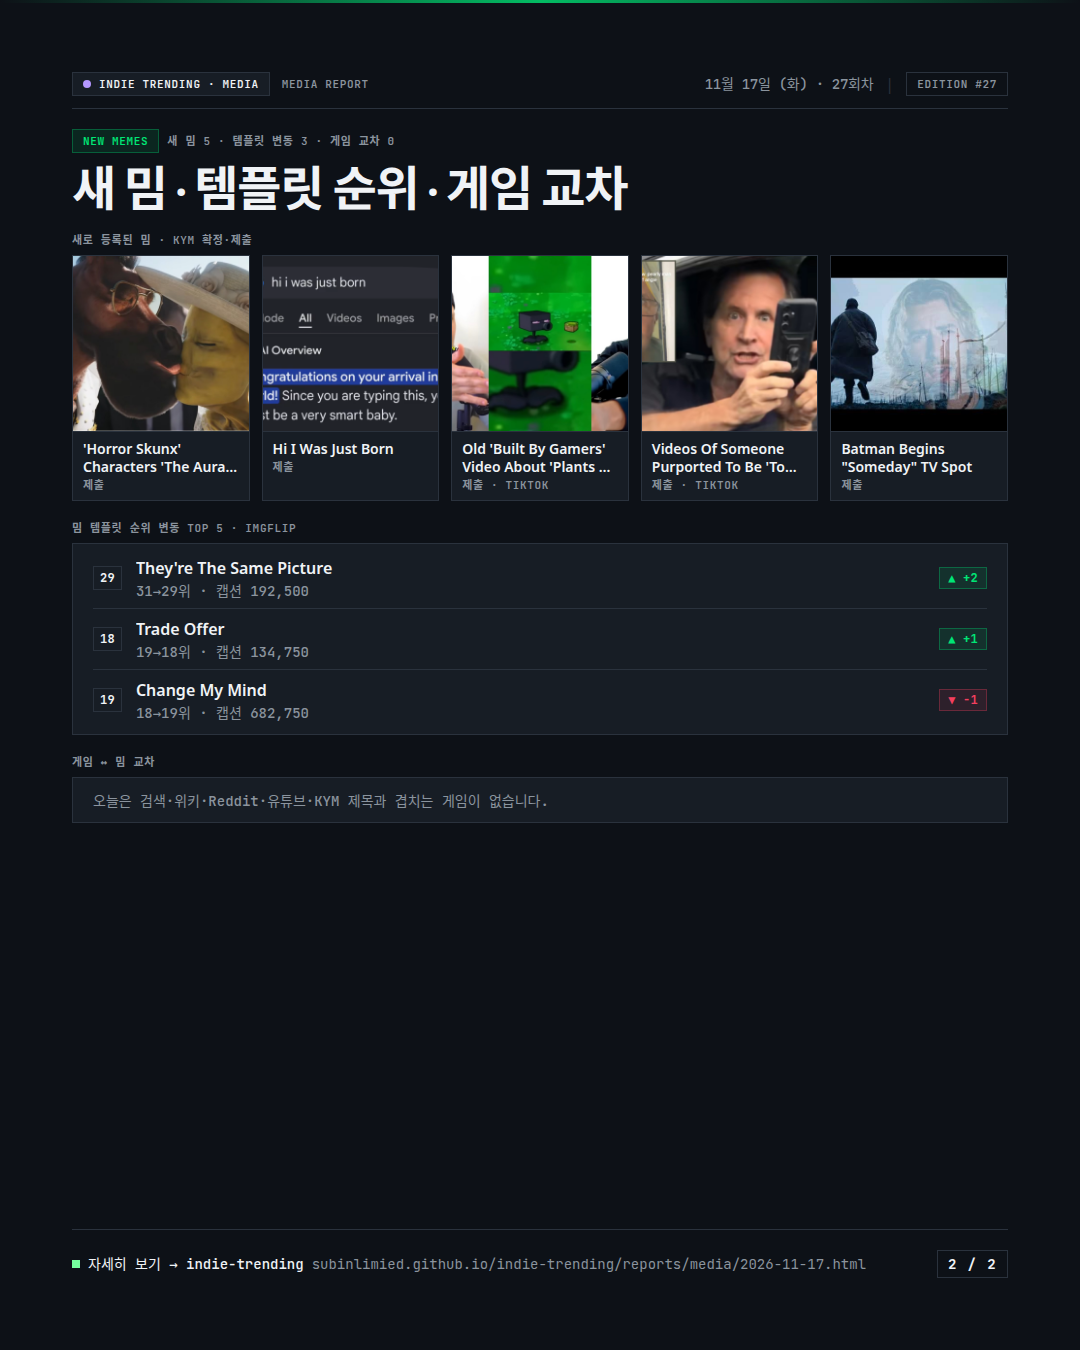 INDIE TRENDING · MEDIA MEDIA REPORT 11월 17일 (화) · 27회차 EDITION #27
NEW MEMES 새 밈 5 · 템플릿 변동 3 · 게임 교차 0
새 밈·템플릿 순위·게임 교차
새로 등록된 밈 · KYM 확정·제출
hi i was just born
ode All Videos Images Pr
AI Overview
ngratulations on your arrival in
ld! Since you are typing this, y
st be a very smart baby.
'Horror Skunx'
Characters 'The Aura...
제출
Hi I Was Just Born
제출
Old 'Built By Gamers'
Video About 'Plants ...
제출 · TIKTOK
Videos Of Someone
Purported To Be 'To...
제출 · TIKTOK
Batman Begins
"Someday" TV Spot
제출
밈 템플릿 순위 변동 TOP 5 · IMGFLIP
29 They're The Same Picture ▲ +2
31→29위 · 캡션 192,500
18 Trade Offer ▲ +1
19→18위 · 캡션 134,750
19 Change My Mind ▼ -1
18→19위 · 캡션 682,750
게임 ↔ 밈 교차
오늘은 검색·위키·Reddit·유튜브·KYM 제목과 겹치는 게임이 없습니다.
자세히 보기 → indie-trending subinlimied.github.io/indie-trending/reports/media/2026-11-17.html 2 / 2